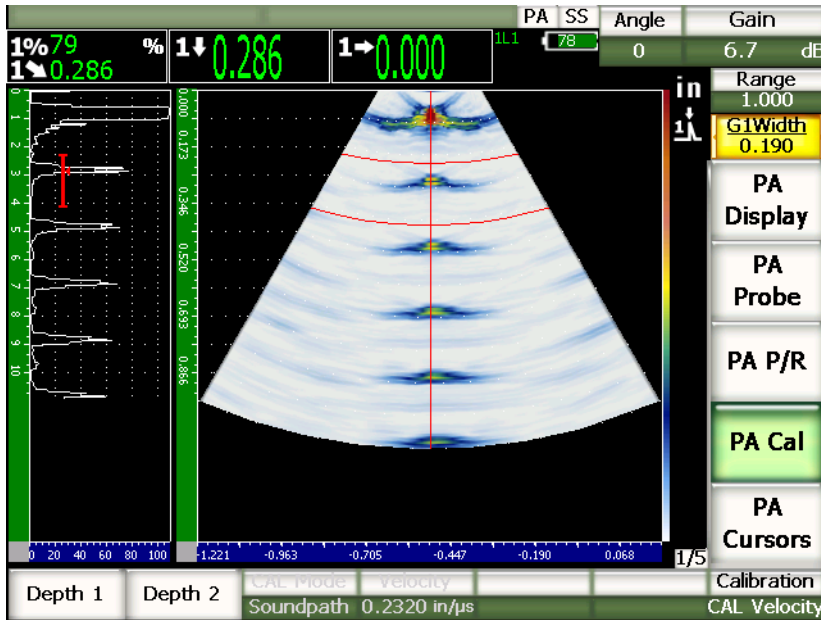 PA SS Angle Gain
1%79 % 1 0.286 1 0.000 1L1 78 0 6.7 dB
1 0.286
in Range
1.000
1 G1Width
0.190
PA
Display
PA
Probe
PA P/R
PA Cal
PA
Cursors
0 1 2 3 4 5 6 7 8 9 10
0.000 0.173 0.346 0.520 0.693 0.866
0 20 40 60 80 100 -1.221 -0.963 -0.705 -0.447 -0.190 0.068 1/5
Depth 1 Depth 2 CAL Mode Velocity Calibration
Soundpath 0.2320 in/µs CAL Velocity